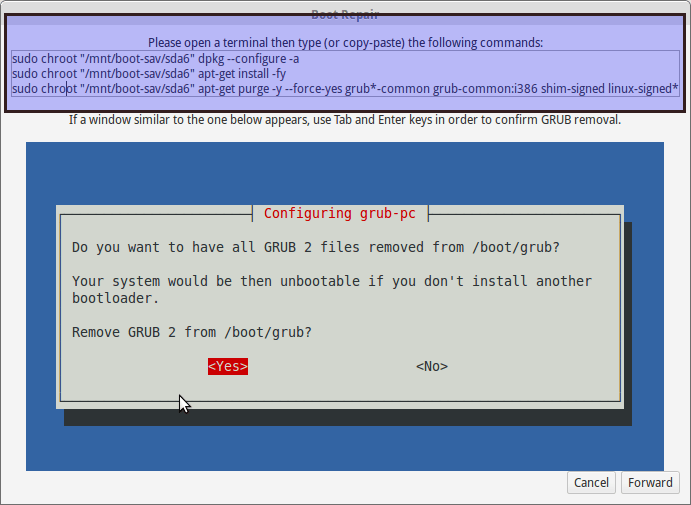 Boot Repair
Please open a terminal then type (or copy-paste) the following commands:
sudo chroot "/mnt/boot-sav/sda6" dpkg --configure -a
sudo chroot "/mnt/boot-sav/sda6" apt-get install -fy
sudo chroot "/mnt/boot-sav/sda6" apt-get purge -y --force-yes grub*-common grub-common:i386 shim-signed linux-signed*
If a window similar to the one below appears, use Tab and Enter keys in order to confirm GRUB removal.
Configuring grub-pc
Do you want to have all GRUB 2 files removed from /boot/grub?
Your system would be then unbootable if you don't install another
bootloader.
Remove GRUB 2 from /boot/grub?
<Yes> <No>
Cancel Forward